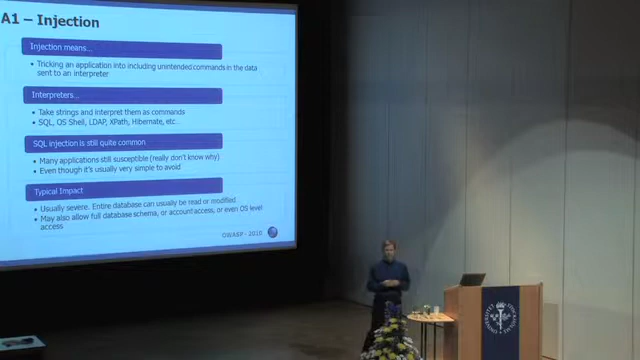 A1 – Injection
Injection means…
• Tricking an application into including unintended commands in the data
sent to an interpreter
Interpreters…
• Take strings and interpret them as commands
• SQL, OS Shell, LDAP, XPath, Hibernate, etc…
SQL injection is still quite common
• Many applications still susceptible (really don't know why)
• Even though it's usually very simple to avoid
Typical Impact
• Usually severe. Entire database can usually be read or modified
• May also allow full database schema, or account access, or even OS level
access
OWASP - 2010